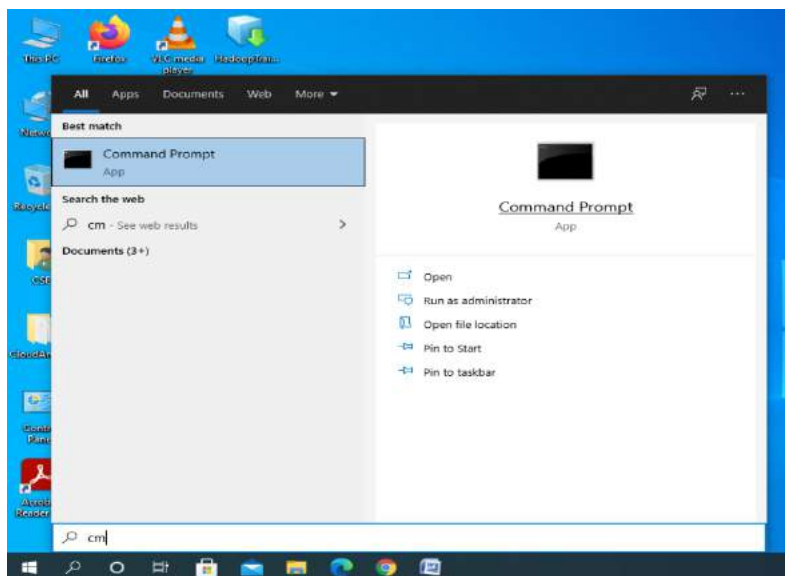 This PC
Firefox
VLC media
player
All Apps Documents Web More
Best match
Command Prompt
App
Search the web
cm - See web results
Documents (3+)
Command Prompt
App
Open
Run as administrator
Open file location
Pin to Start
Pin to taskbar
Acrobat
Reader
cm